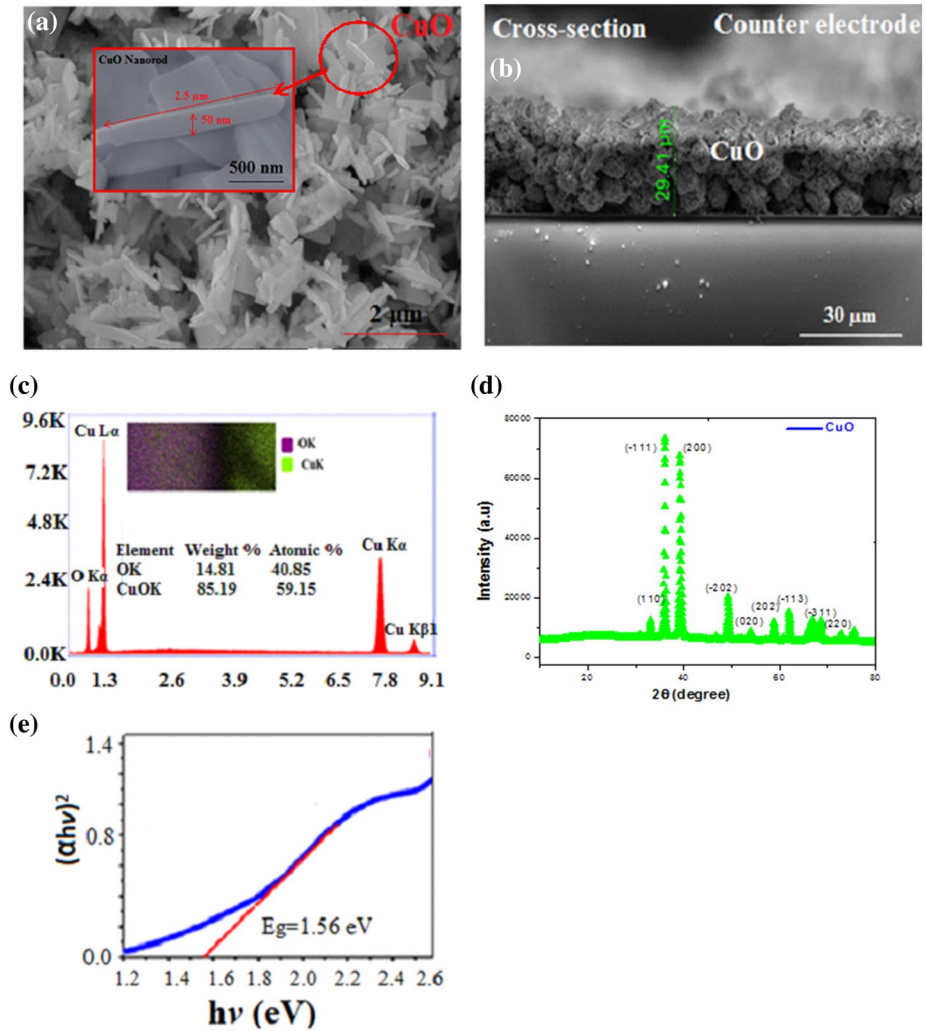 (a)
CuO
CuO Nanorod
2.5 µm
50 nm
500 nm
2 µm
Cross-section
Counter electrode
(b)
CuO
29.41 µm
30 µm
(c)
9.6K
7.2K
4.8K
2.4K
0.0K
Cu Lα
O Kα
OK
CuK
Element Weight % Atomic %
OK 14.81 40.85
CuOK 85.19 59.15
Cu Kα
Cu Kβ1
0.0 1.3 2.6 3.9 5.2 6.5 7.8 9.1
(d)
80000
60000
40000
20000
0
Intensity (a.u)
CuO
(-111)
(200)
(110)
(-202)
(020)
(202)
(-113)
(-311)
(220)
20 40 60 80
2θ (degree)
(e)
1.4
0.8
0.0
(αhν)²
Eg=1.56 eV
1.2 1.4 1.6 1.8 2.0 2.2 2.4 2.6
hν (eV)